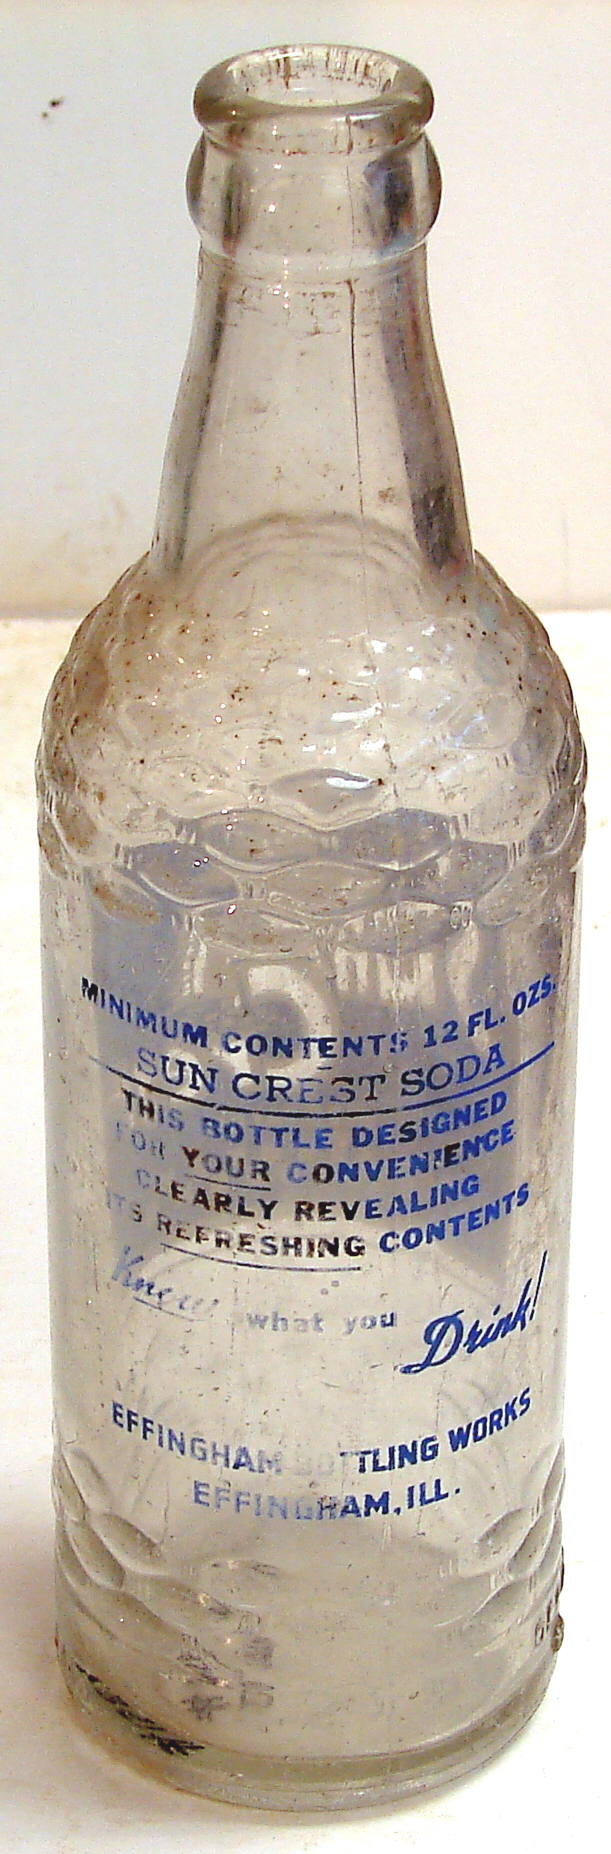 MINIMUM CONTENTS 12 FL. OZS.
SUN CREST SODA
THIS BOTTLE DESIGNED
FOR YOUR CONVENIENCE
CLEARLY REVEALING
ITS REFRESHING CONTENTS
Know what you Drink!
EFFINGHAM BOTTLING WORKS
EFFINGHAM, ILL.